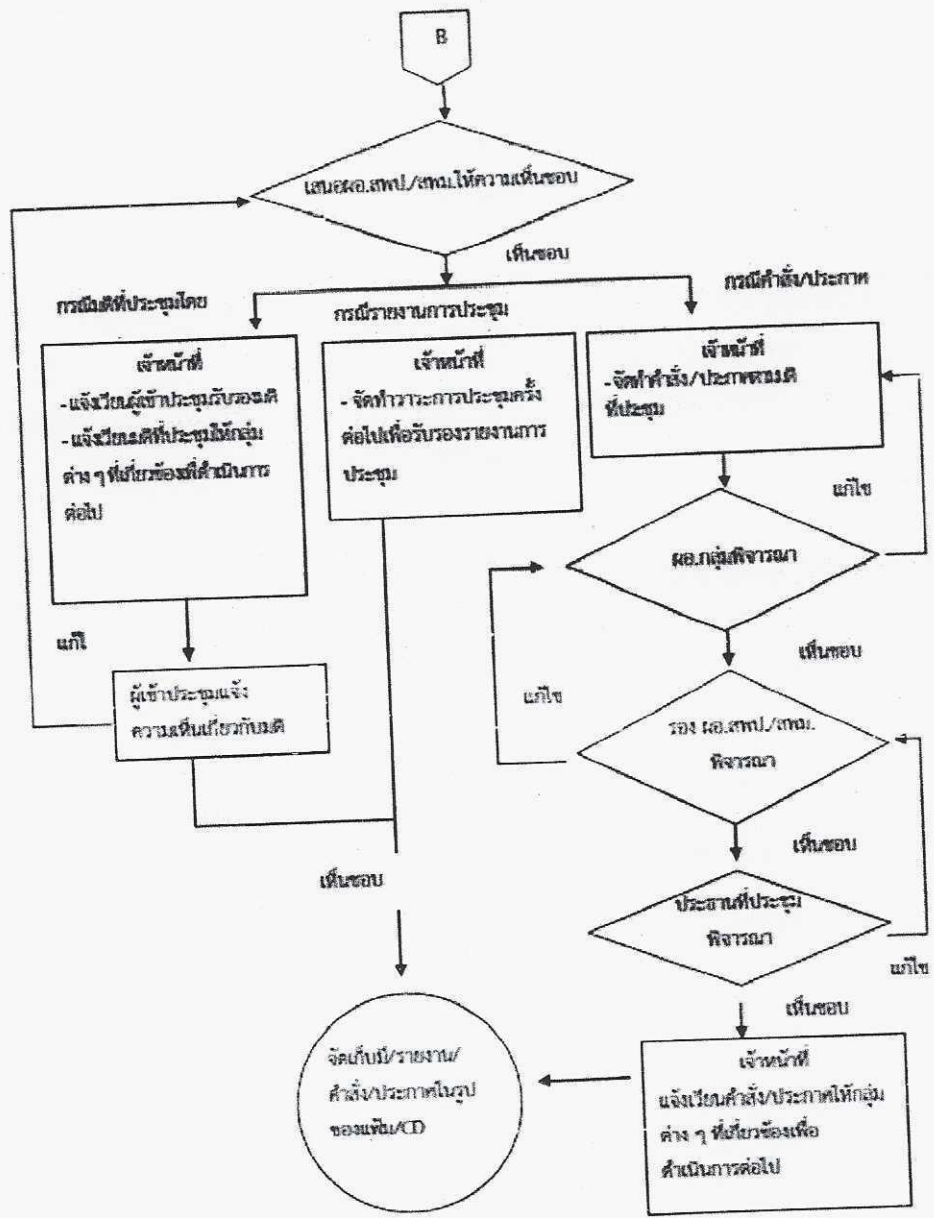 B
เสนอผอ.สพป./สพม.ให้ความเห็นชอบ
เห็นชอบ
กรณีมติที่ประชุมโดย
กรณีรายงานการประชุม
กรณีคำสั่ง/ประกาศ
เจ้าหน้าที่
- แจ้งเวียนผู้เข้าประชุมรับรองมติ
- แจ้งเวียนมติที่ประชุมให้กลุ่ม
ต่าง ๆ ที่เกี่ยวข้องเพื่อดำเนินการ
ต่อไป
เจ้าหน้าที่
- จัดทำวาระการประชุมครั้ง
ต่อไปเพื่อรับรองรายงานการ
ประชุม
เจ้าหน้าที่
- จัดทำคำสั่ง/ประกาศตามมติ
ที่ประชุม
แก้ไข
ผอ.กลุ่มพิจารณา
เห็นชอบ
แก้ไ
ผู้เข้าประชุมแจ้ง
ความเห็นเกี่ยวกับมติ
แก้ไข
รอง ผอ.สพป./สพม.
พิจารณา
เห็นชอบ
เห็นชอบ
ประธานที่ประชุม
พิจารณา
แก้ไข
เห็นชอบ
จัดเก็บมี/รายงาน/
คำสั่ง/ประกาศในรูป
ของแฟ้ม/CD
เจ้าหน้าที่
แจ้งเวียนคำสั่ง/ประกาศให้กลุ่ม
ต่าง ๆ ที่เกี่ยวข้องเพื่อ
ดำเนินการต่อไป